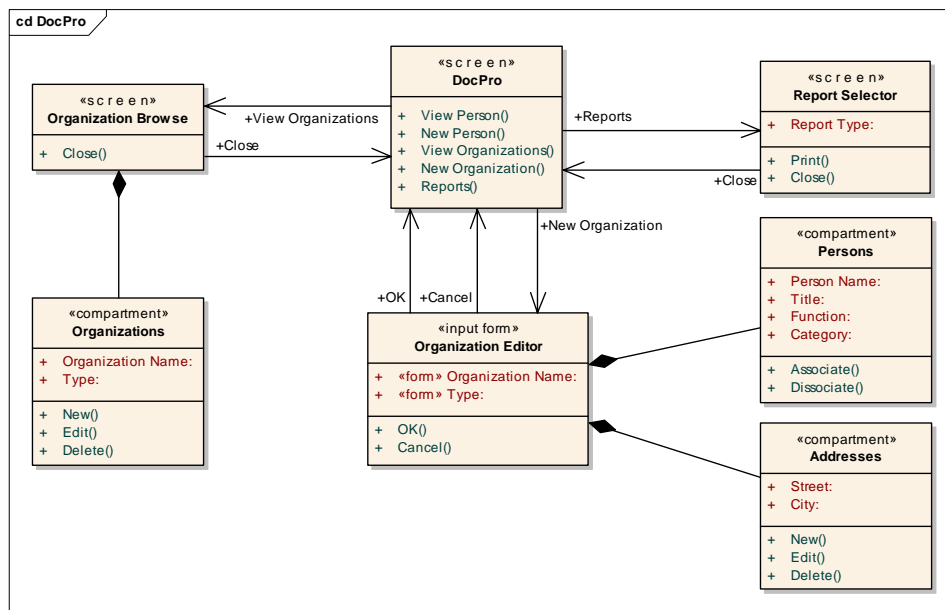 cd DocPro
«screen»
Organization Browse
+ Close()
+View Organizations
+Close
«screen»
DocPro
+ View Person()
+ New Person()
+ View Organizations()
+ New Organization()
+ Reports()
+Reports
+Close
«screen»
Report Selector
+ Report Type:
+ Print()
+ Close()
+New Organization
+OK
+Cancel
«compartment»
Organizations
+ Organization Name:
+ Type:
+ New()
+ Edit()
+ Delete()
«input form»
Organization Editor
+ «form» Organization Name:
+ «form» Type:
+ OK()
+ Cancel()
«compartment»
Persons
+ Person Name:
+ Title:
+ Function:
+ Category:
+ Associate()
+ Dissociate()
«compartment»
Addresses
+ Street:
+ City:
+ New()
+ Edit()
+ Delete()